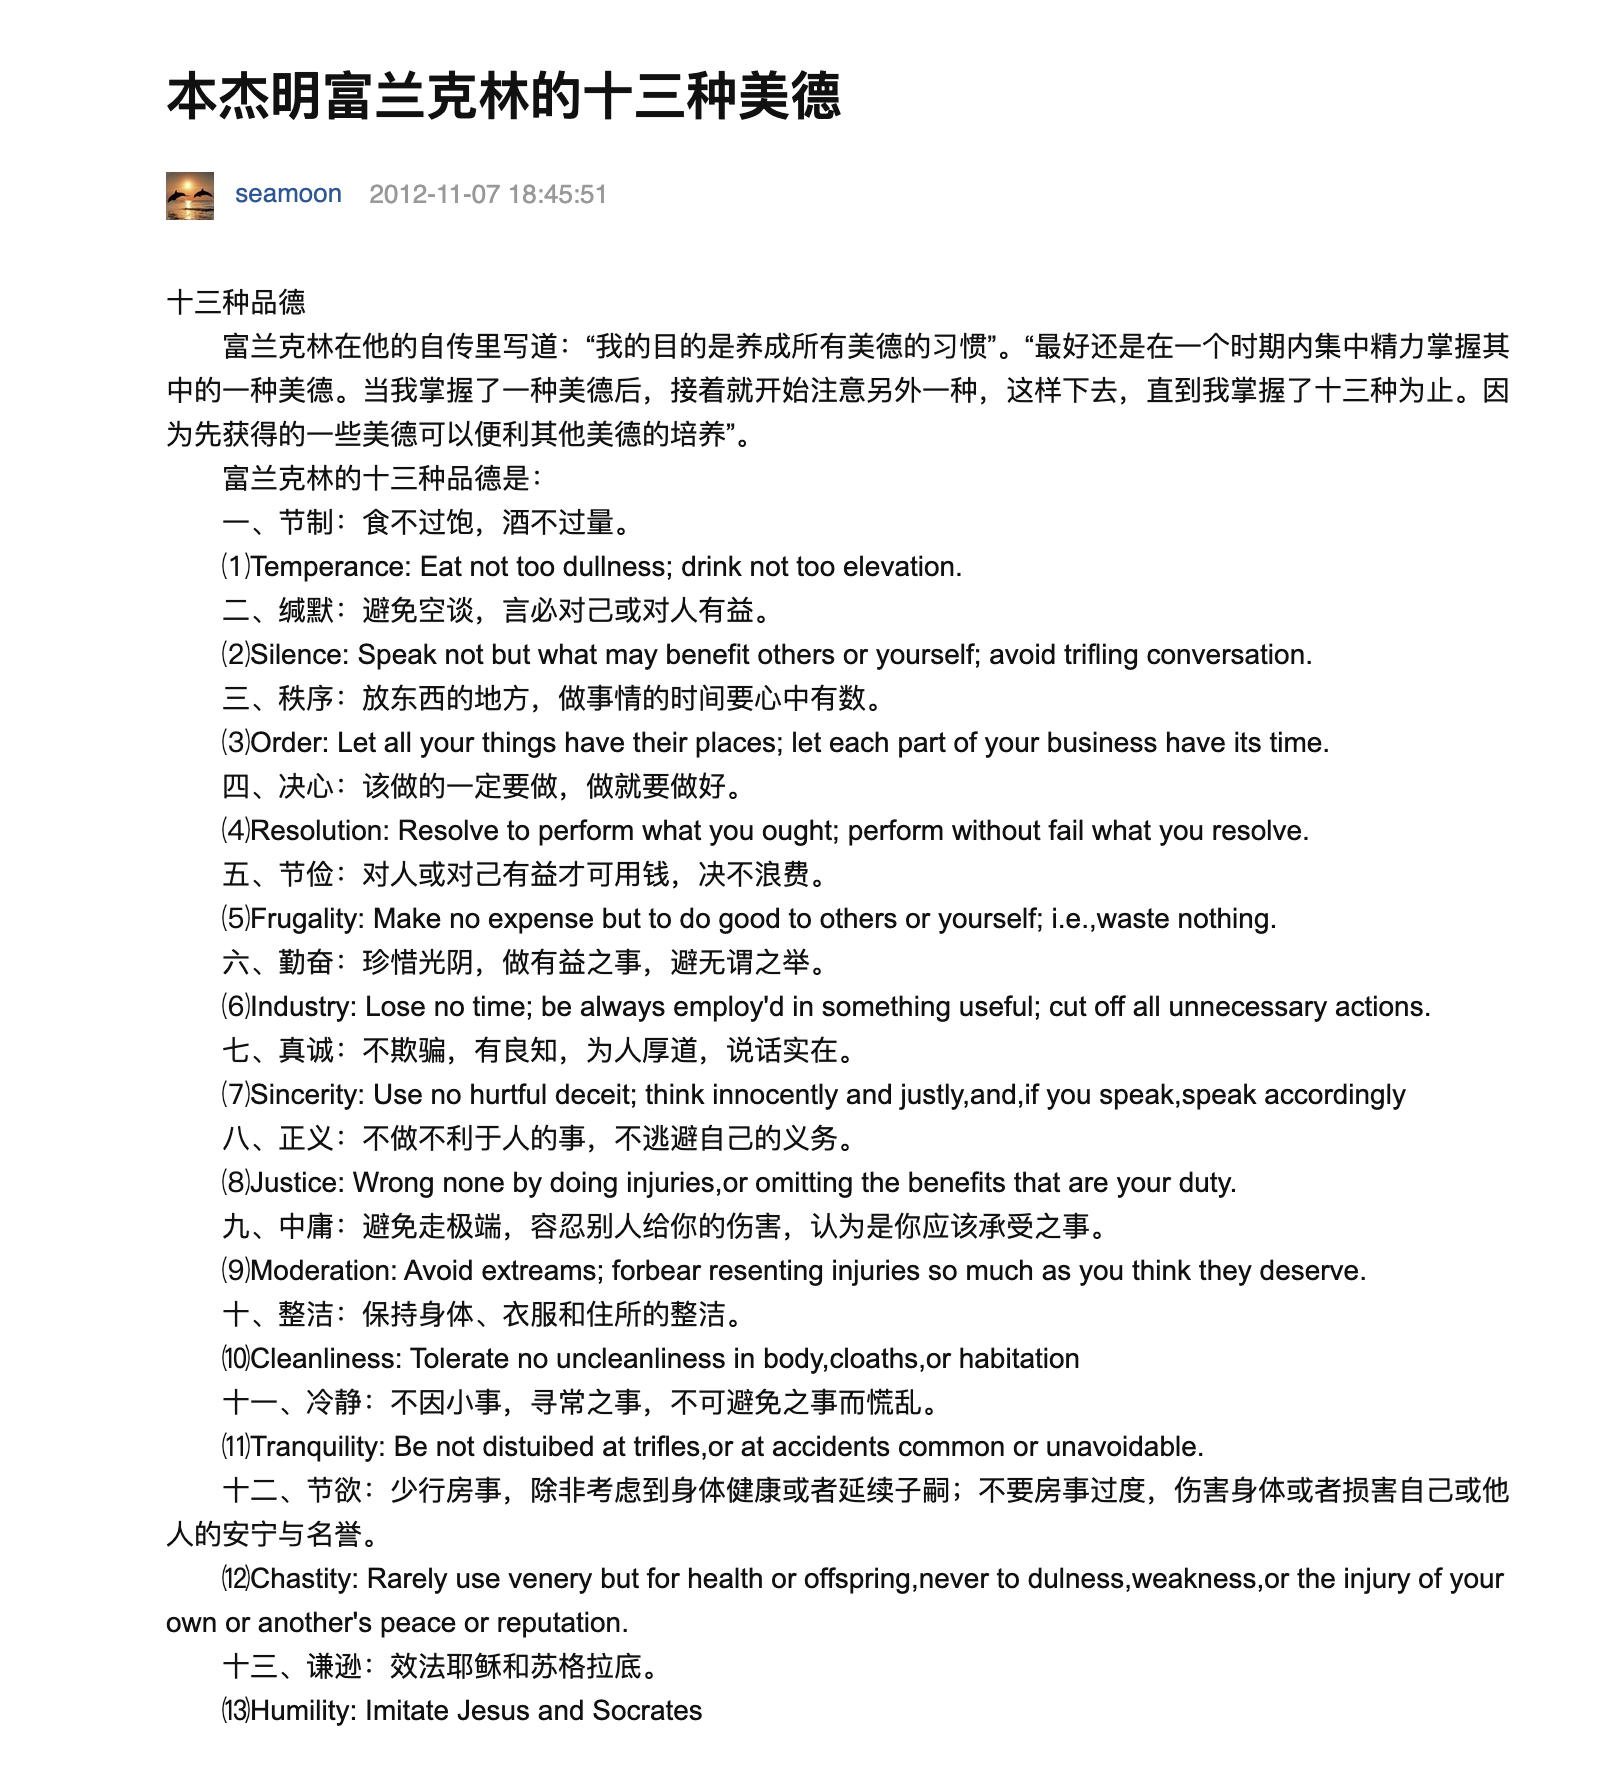 本杰明富兰克林的十三种美德
seamoon 2012-11-07 18:45:51
十三种品德
富兰克林在他的自传里写道：“我的目的是养成所有美德的习惯”。“最好还是在一个时期内集中精力掌握其
中的一种美德。当我掌握了一种美德后，接着就开始注意另外一种，这样下去，直到我掌握了十三种为止。因
为先获得的一些美德可以便利其他美德的培养”。
富兰克林的十三种品德是：
一、节制：食不过饱，酒不过量。
⑴Temperance: Eat not too dullness; drink not too elevation.
二、缄默：避免空谈，言必对己或对人有益。
⑵Silence: Speak not but what may benefit others or yourself; avoid trifling conversation.
三、秩序：放东西的地方，做事情的时间要心中有数。
⑶Order: Let all your things have their places; let each part of your business have its time.
四、决心：该做的一定要做，做就要做好。
⑷Resolution: Resolve to perform what you ought; perform without fail what you resolve.
五、节俭：对人或对己有益才可用钱，决不浪费。
⑸Frugality: Make no expense but to do good to others or yourself; i.e.,waste nothing.
六、勤奋：珍惜光阴，做有益之事，避无谓之举。
⑹Industry: Lose no time; be always employ'd in something useful; cut off all unnecessary actions.
七、真诚：不欺骗，有良知，为人厚道，说话实在。
⑺Sincerity: Use no hurtful deceit; think innocently and justly,and,if you speak,speak accordingly
八、正义：不做不利于人的事，不逃避自己的义务。
⑻Justice: Wrong none by doing injuries,or omitting the benefits that are your duty.
九、中庸：避免走极端，容忍别人给你的伤害，认为是你应该承受之事。
⑼Moderation: Avoid extreams; forbear resenting injuries so much as you think they deserve.
十、整洁：保持身体、衣服和住所的整洁。
⑽Cleanliness: Tolerate no uncleanliness in body,cloaths,or habitation
十一、冷静：不因小事，寻常之事，不可避免之事而慌乱。
⑾Tranquility: Be not distuibed at trifles,or at accidents common or unavoidable.
十二、节欲：少行房事，除非考虑到身体健康或者延续子嗣；不要房事过度，伤害身体或者损害自己或他
人的安宁与名誉。
⑿Chastity: Rarely use venery but for health or offspring,never to dulness,weakness,or the injury of your
own or another's peace or reputation.
十三、谦逊：效法耶稣和苏格拉底。
⒀Humility: Imitate Jesus and Socrates